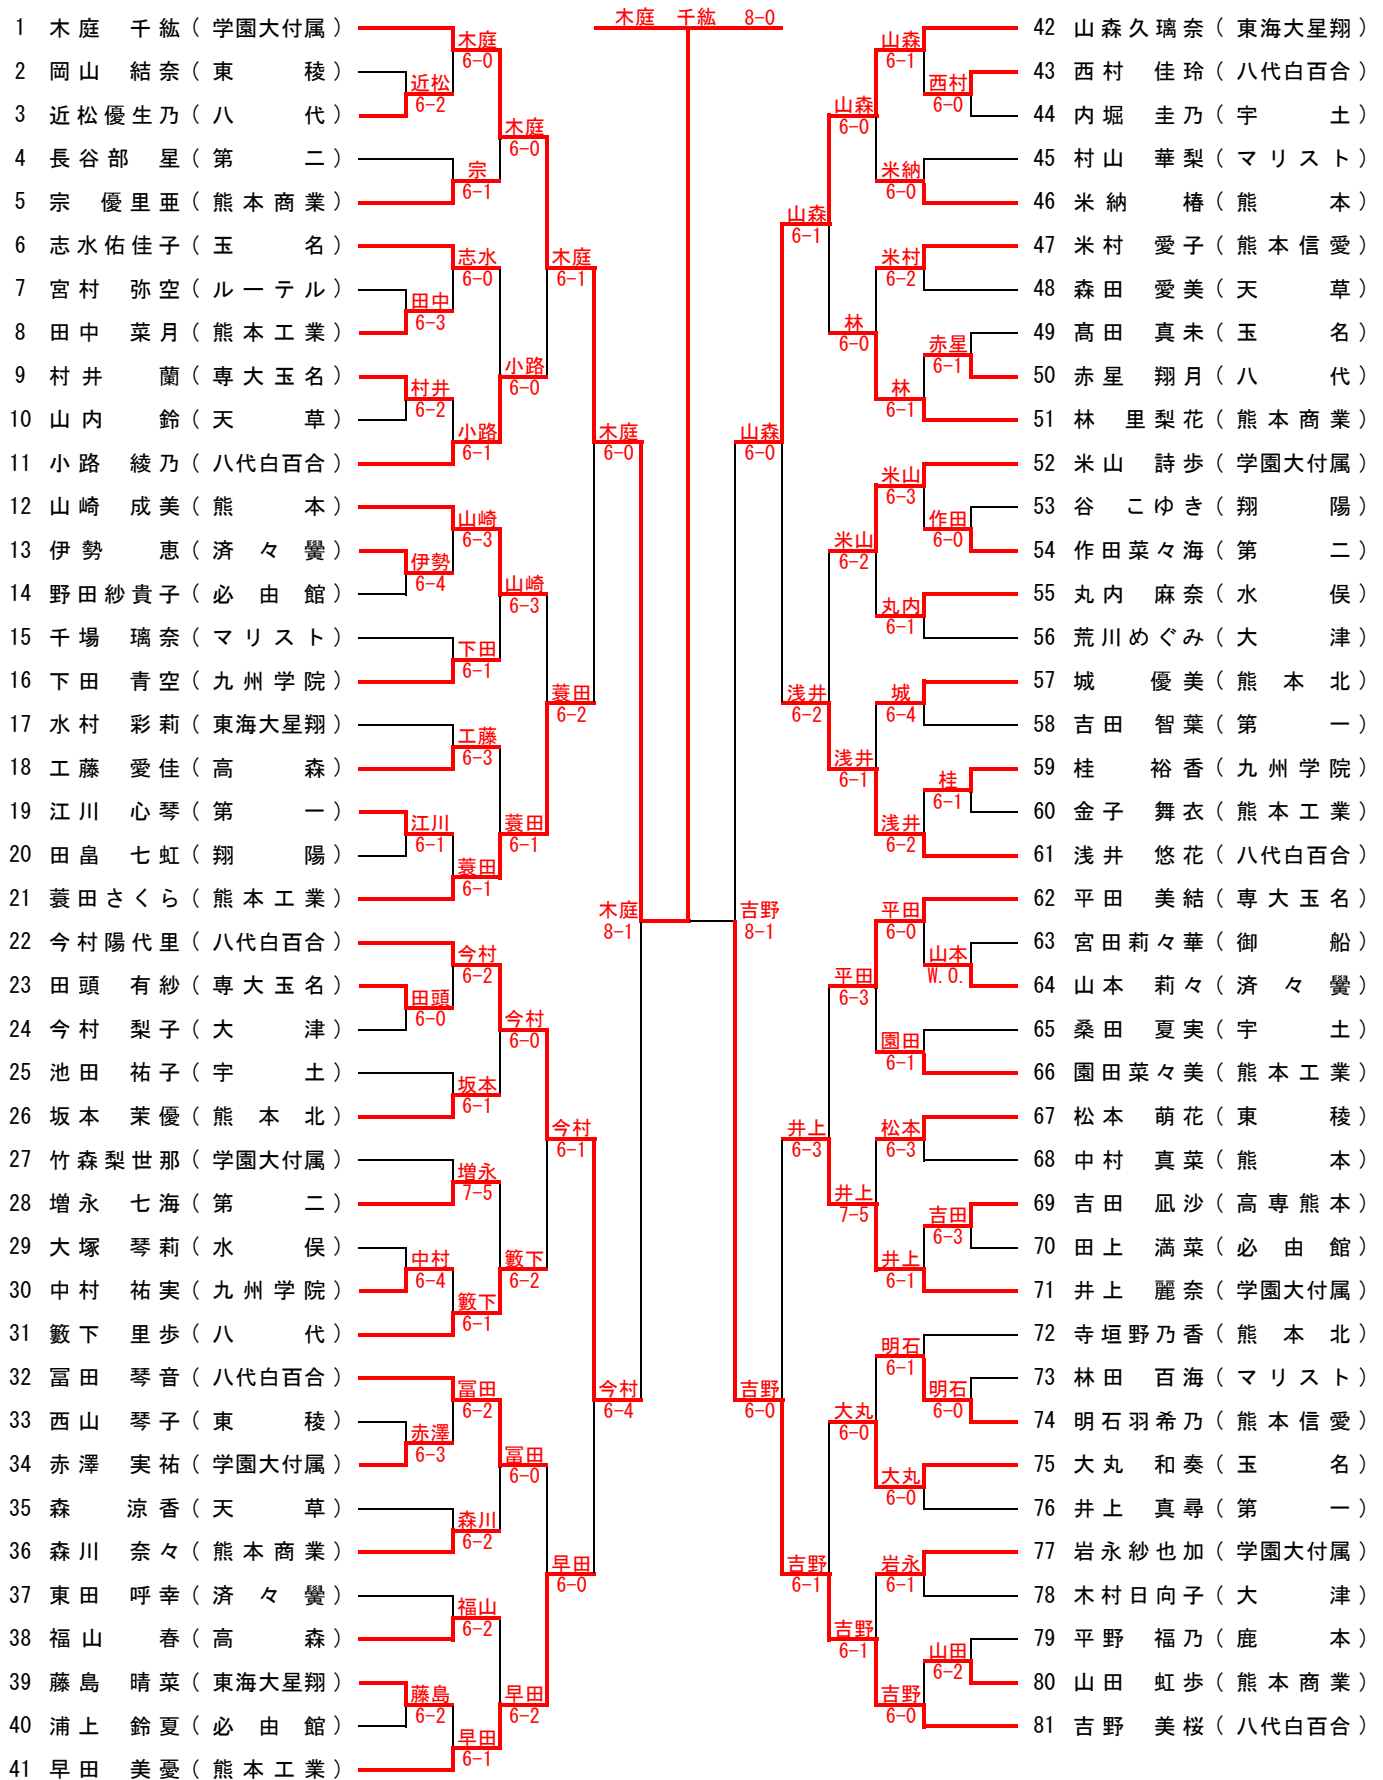 木庭 千紘 8-0
1 木庭 千紘（学園大付属）
2 岡山 結奈（東稜）
3 近松優生乃（八代）
4 長谷部 星（第二）
5 宗 優里亜（熊本商業）
6 志水佑佳子（玉名）
7 宮村 弥空（ルーテル）
8 田中 菜月（熊本工業）
9 村井 蘭（専大玉名）
10 山内 鈴（天草）
11 小路 綾乃（八代白百合）
12 山崎 成美（熊本）
13 伊勢 恵（済々黌）
14 野田紗貴子（必由館）
15 千場 璃奈（マリスト）
16 下田 青空（九州学院）
17 水村 彩莉（東海大星翔）
18 工藤 愛佳（高森）
19 江川 心琴（第一）
20 田畠 七虹（翔陽）
21 蓑田さくら（熊本工業）
22 今村陽代里（八代白百合）
23 田頭 有紗（専大玉名）
24 今村 梨子（大津）
25 池田 祐子（宇土）
26 坂本 茉優（熊本北）
27 竹森梨世那（学園大付属）
28 増永 七海（第二）
29 大塚 琴莉（水俣）
30 中村 祐実（九州学院）
31 籔下 里歩（八代）
32 冨田 琴音（八代白百合）
33 西山 琴子（東稜）
34 赤澤 実祐（学園大付属）
35 森 涼香（天草）
36 森川 奈々（熊本商業）
37 東田 呼幸（済々黌）
38 福山 春（高森）
39 藤島 晴菜（東海大星翔）
40 浦上 鈴夏（必由館）
41 早田 美憂（熊本工業）
近松
6-2
田中
6-3
村井
6-2
伊勢
6-4
江川
6-1
田頭
6-0
中村
6-4
赤澤
6-3
藤島
6-2
木庭
6-0
宗
6-1
志水
6-0
小路
6-1
山崎
6-3
下田
6-1
工藤
6-3
蓑田
6-1
今村
6-2
坂本
6-1
増永
7-5
籔下
6-1
冨田
6-2
森川
6-2
福山
6-2
早田
6-1
木庭
6-0
小路
6-0
山崎
6-3
蓑田
6-1
今村
6-0
籔下
6-2
冨田
6-0
早田
6-2
木庭
6-1
蓑田
6-2
今村
6-1
早田
6-0
木庭
6-0
今村
6-4
木庭
8-1
吉野
8-1
山森
6-0
吉野
6-0
山森
6-1
浅井
6-2
井上
6-3
吉野
6-1
山森
6-0
林
6-0
米山
6-2
浅井
6-1
平田
6-3
井上
7-5
大丸
6-0
吉野
6-1
山森
6-1
米納
6-0
米村
6-2
林
6-1
米山
6-3
丸内
6-1
城
6-4
浅井
6-2
平田
6-0
園田
6-1
松本
6-3
井上
6-1
明石
6-1
大丸
6-0
岩永
6-1
吉野
6-0
西村
6-0
赤星
6-1
作田
6-0
桂
6-1
山本
W.O.
吉田
6-3
明石
6-0
山田
6-2
42 山森久璃奈（東海大星翔）
43 西村 佳玲（八代白百合）
44 内堀 圭乃（宇土）
45 村山 華梨（マリスト）
46 米納 椿（熊本）
47 米村 愛子（熊本信愛）
48 森田 愛美（天草）
49 髙田 真未（玉名）
50 赤星 翔月（八代）
51 林 里梨花（熊本商業）
52 米山 詩歩（学園大付属）
53 谷 こゆき（翔陽）
54 作田菜々海（第二）
55 丸内 麻奈（水俣）
56 荒川めぐみ（大津）
57 城 優美（熊本北）
58 吉田 智葉（第一）
59 桂 裕香（九州学院）
60 金子 舞衣（熊本工業）
61 浅井 悠花（八代白百合）
62 平田 美結（専大玉名）
63 宮田莉々華（御船）
64 山本 莉々（済々黌）
65 桑田 夏実（宇土）
66 園田菜々美（熊本工業）
67 松本 萌花（東稜）
68 中村 真菜（熊本）
69 吉田 凪沙（高専熊本）
70 田上 満菜（必由館）
71 井上 麗奈（学園大付属）
72 寺垣野乃香（熊本北）
73 林田 百海（マリスト）
74 明石羽希乃（熊本信愛）
75 大丸 和奏（玉名）
76 井上 真尋（第一）
77 岩永紗也加（学園大付属）
78 木村日向子（大津）
79 平野 福乃（鹿本）
80 山田 虹歩（熊本商業）
81 吉野 美桜（八代白百合）